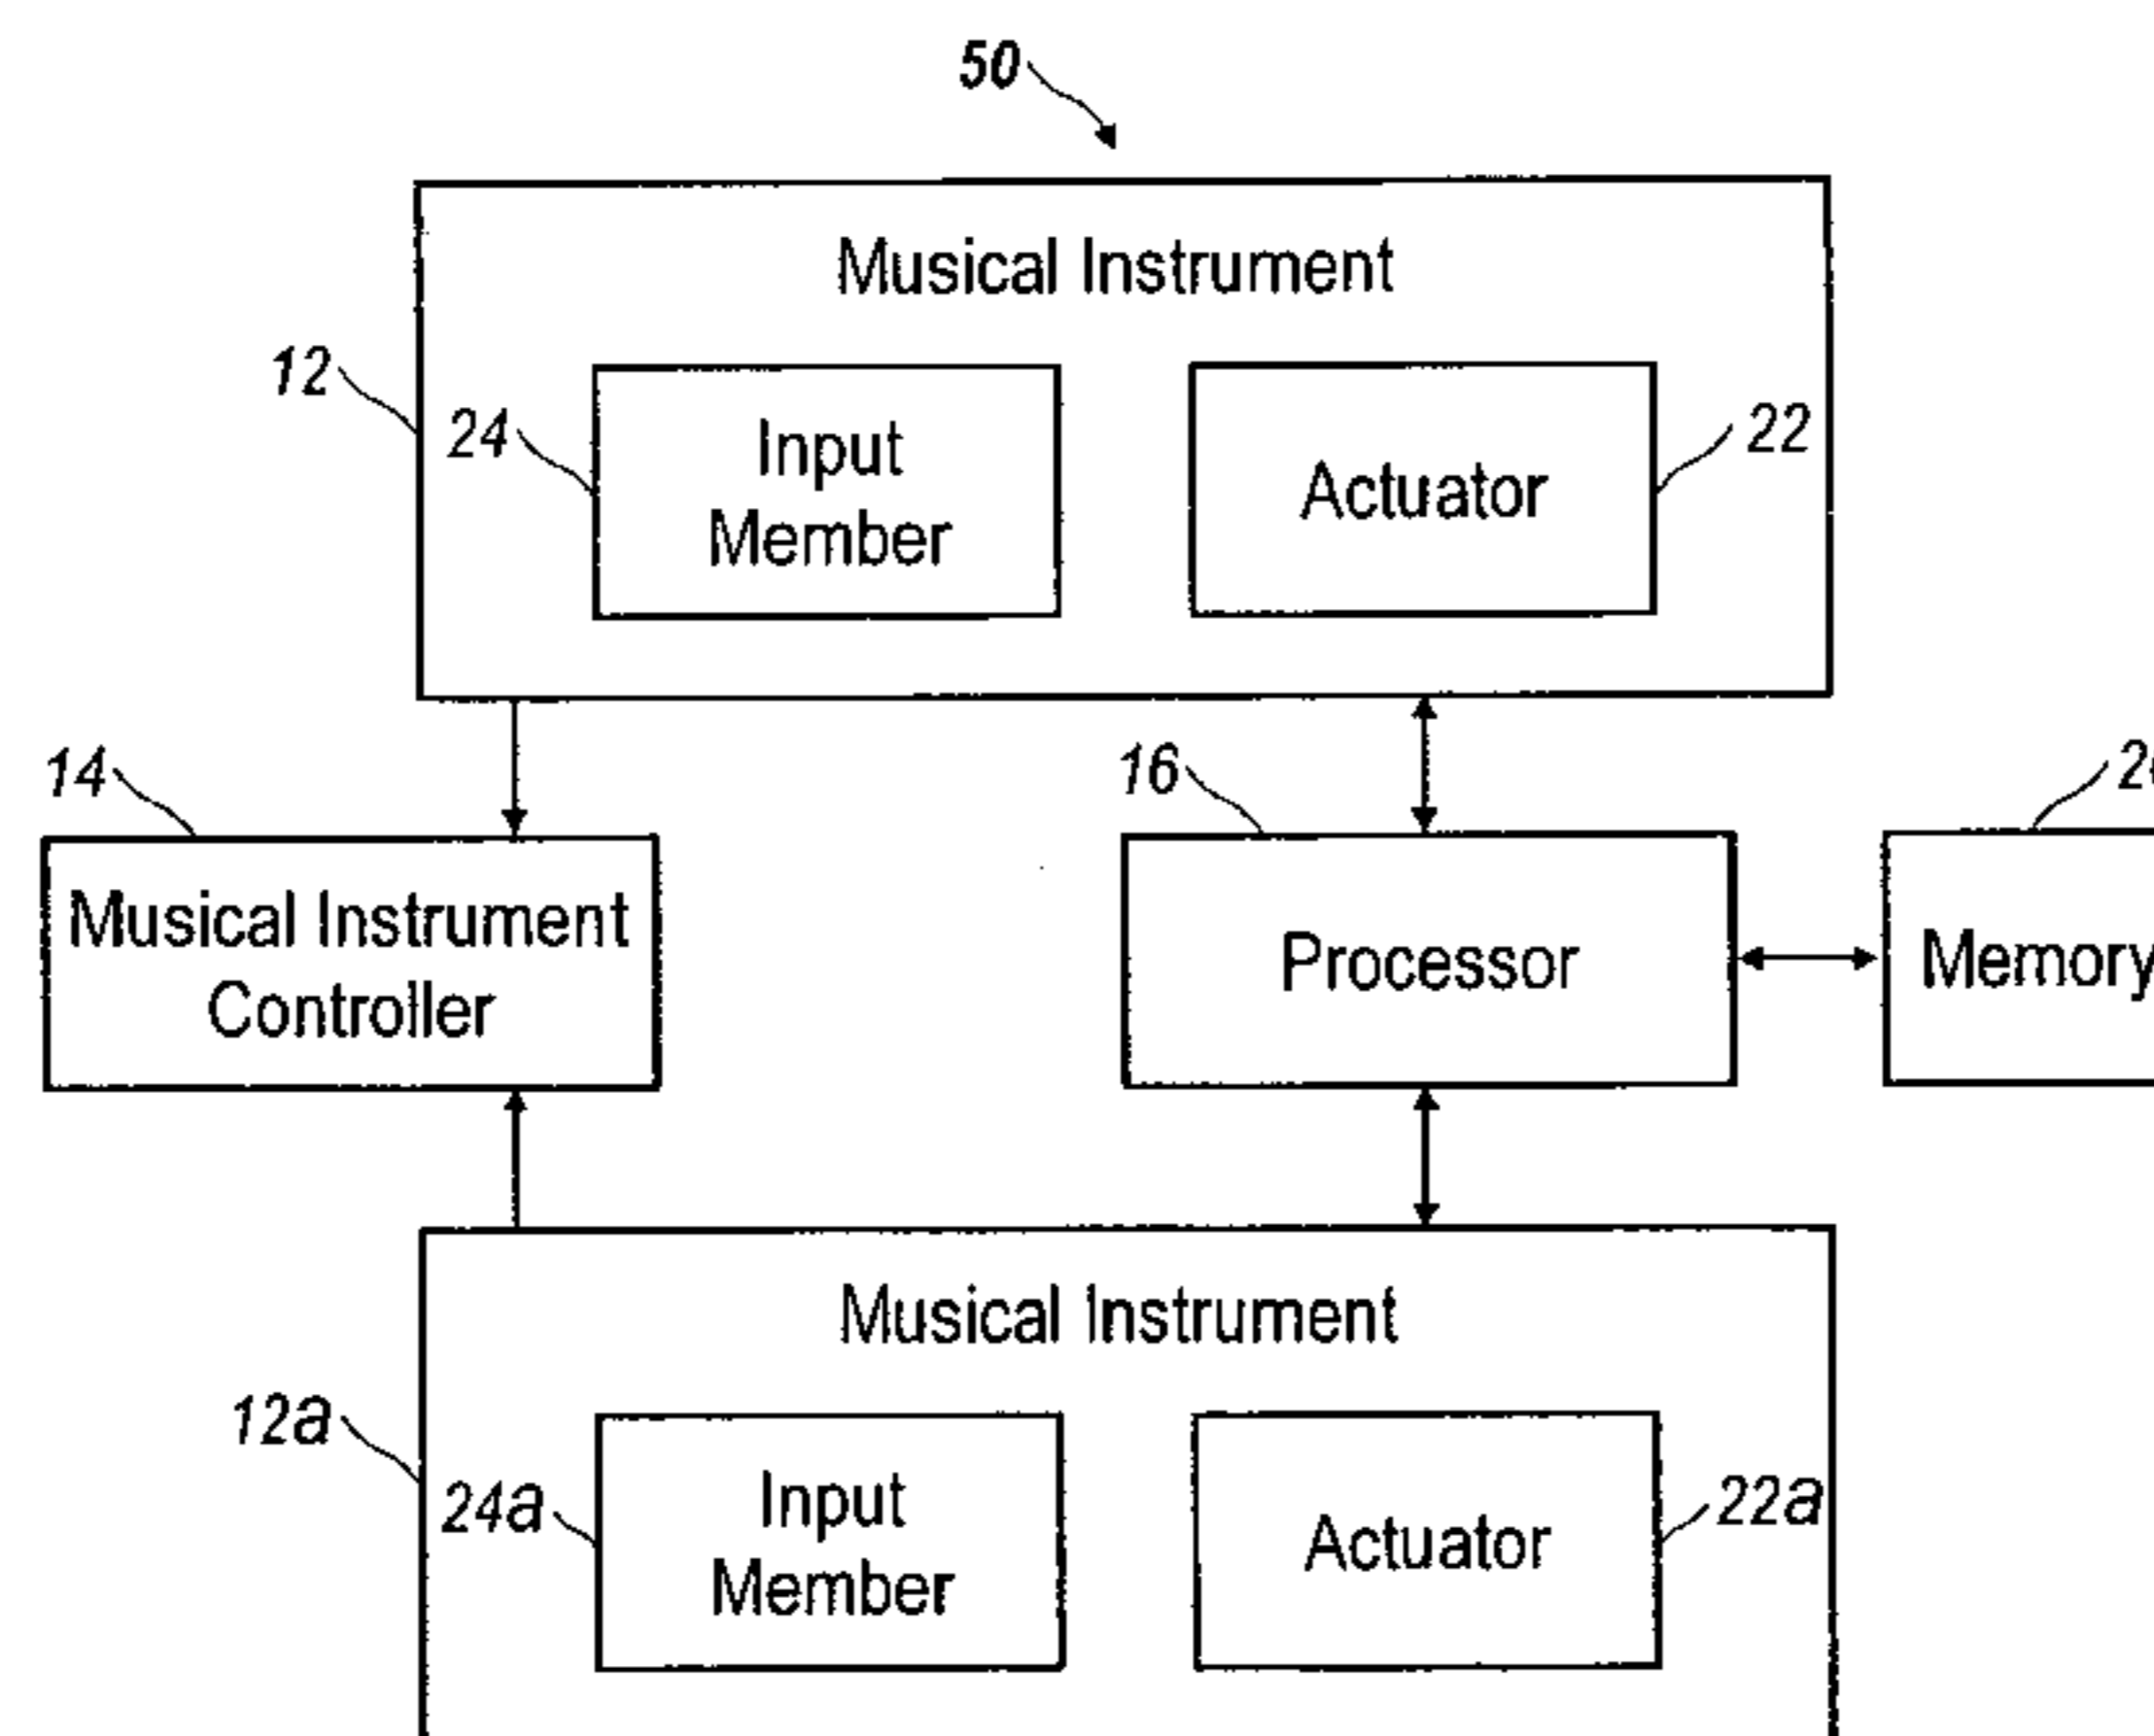 50
Musical Instrument
12
24
Input
Member
Actuator
22
14
16
Musical Instrument
Controller
Processor
Memory
Musical Instrument
12a
24a
Input
Member
Actuator
22a